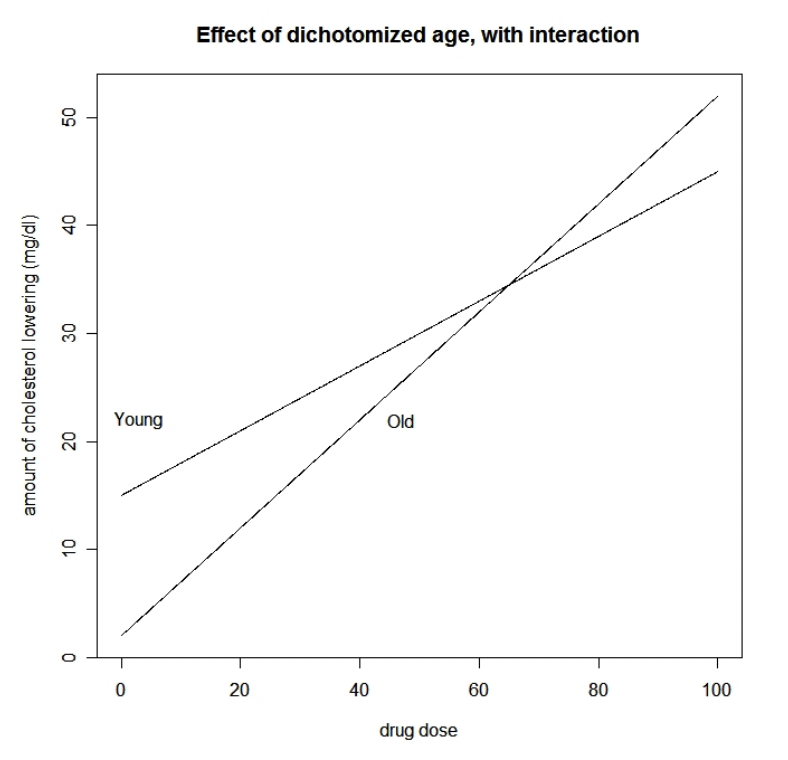 Effect of dichotomized age, with interaction
amount of cholesterol lowering (mg/dl)
50
40
30
20
10
0
Young
Old
0 20 40 60 80 100
drug dose